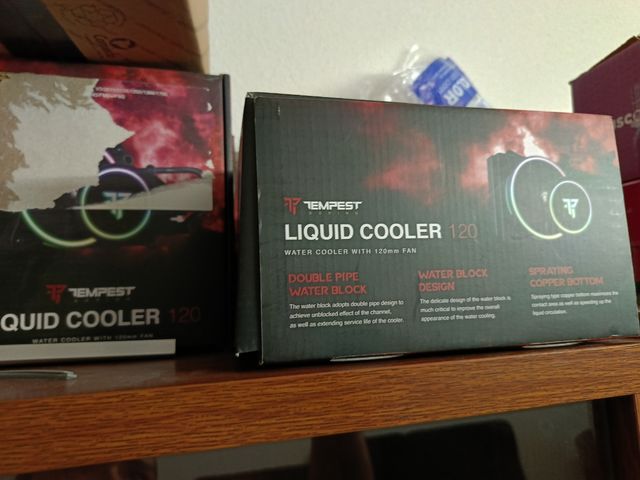 TEMPEST
QUID COOLER 120
WATER COOLER WITH 120mm FAN
TEMPEST
GAMING
LIQUID COOLER 120
WATER COOLER WITH 120mm FAN
DOUBLE PIPE
WATER BLOCK
The water block adopts double pipe design to
achieve unblocked effect of the channel,
as well as extending service life of the cooler.
WATER BLOCK
DESIGN
The delicate design of the water block is
much critical to improve the overall
appearance of the water cooling.
SPRAYING
COPPER BOTTOM
Spraying type copper bottom maximizes the
contact area as well as speeding up the
liquid circulation.